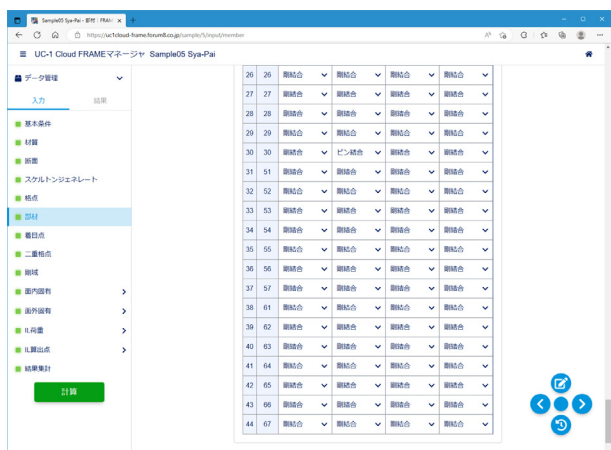 Sample05 Sya-Pai - 部材 | FRAM
https://uc1cloud-frame.forum8.co.jp/sample/5/input/member
UC-1 Cloud FRAMEマネージャ Sample05 Sya-Pai
データ管理
入力 結果
基本条件
材質
断面
スケルトンジェネレート
格点
部材
着目点
二重格点
剛域
面内固有
面外固有
IL荷重
IL算出点
結果集計
計算
26 26 剛結合 剛結合 剛結合 剛結合
27 27 剛結合 剛結合 剛結合 剛結合
28 28 剛結合 剛結合 剛結合 剛結合
29 29 剛結合 剛結合 剛結合 剛結合
30 30 剛結合 ピン結合 剛結合 剛結合
31 51 剛結合 剛結合 剛結合 剛結合
32 52 剛結合 剛結合 剛結合 剛結合
33 53 剛結合 剛結合 剛結合 剛結合
34 54 剛結合 剛結合 剛結合 剛結合
35 55 剛結合 剛結合 剛結合 剛結合
36 56 剛結合 剛結合 剛結合 剛結合
37 57 剛結合 剛結合 剛結合 剛結合
38 61 剛結合 剛結合 剛結合 剛結合
39 62 剛結合 剛結合 剛結合 剛結合
40 63 剛結合 剛結合 剛結合 剛結合
41 64 剛結合 剛結合 剛結合 剛結合
42 65 剛結合 剛結合 剛結合 剛結合
43 66 剛結合 剛結合 剛結合 剛結合
44 67 剛結合 剛結合 剛結合 剛結合